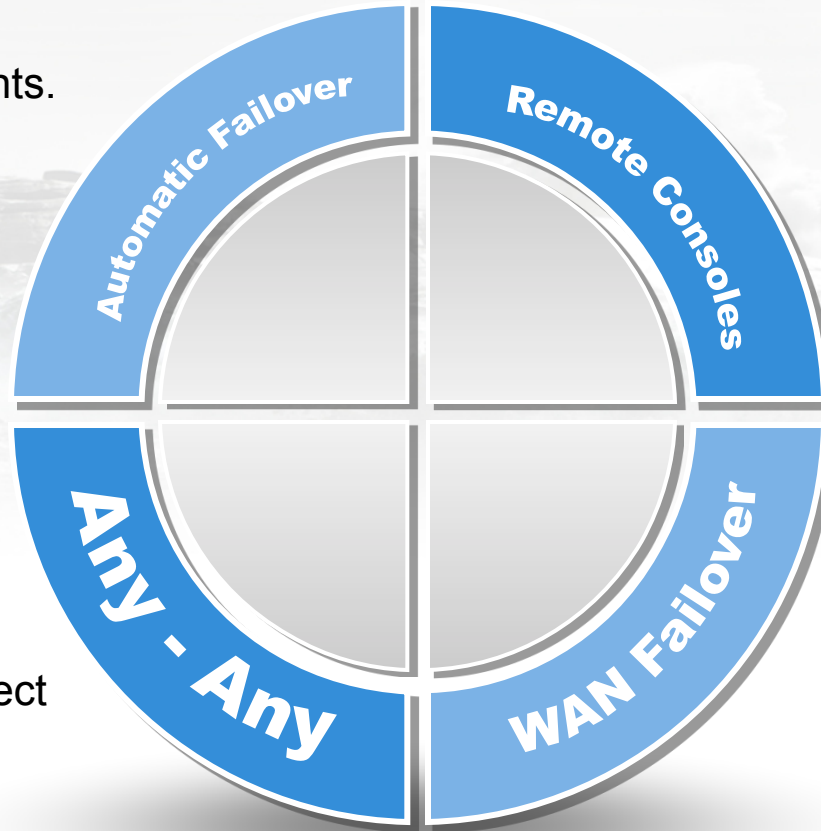 nts.
Automatic Failover
Remote Consoles
Any - Any
WAN Failover
ect